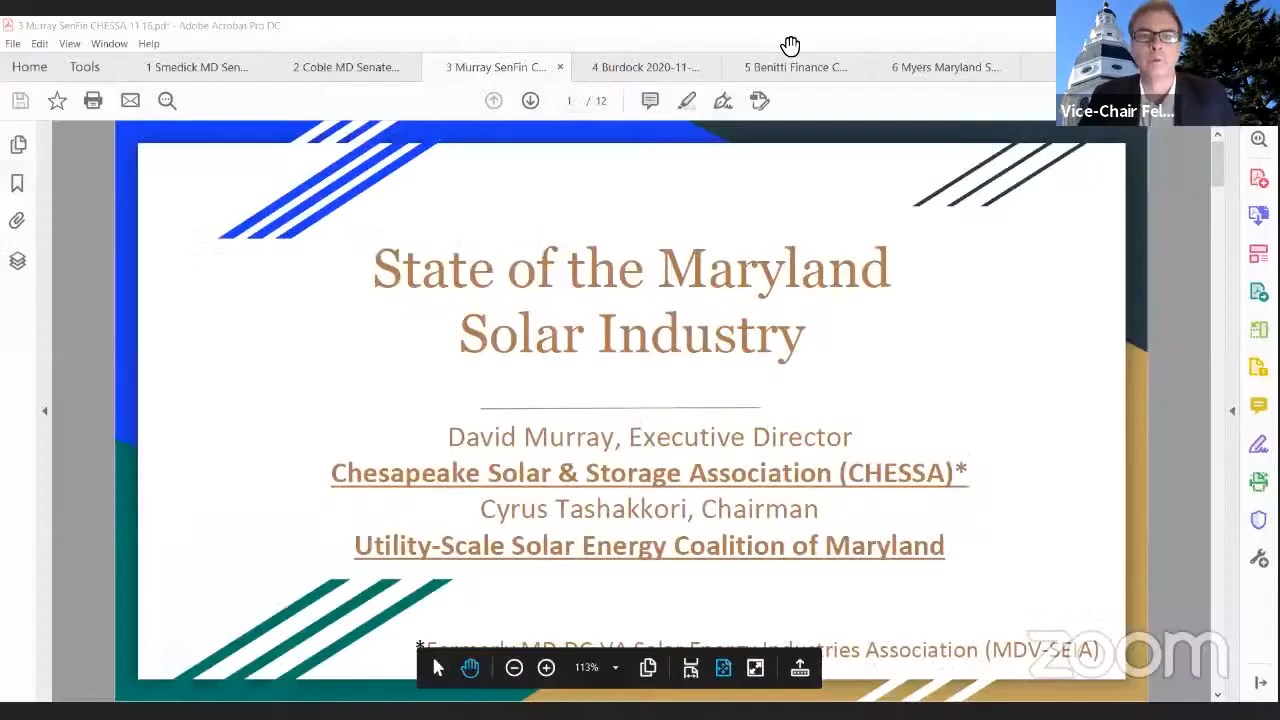 3 Murray SenFin CHESSA 11.16.pdf - Adobe Acrobat Pro DC
File Edit View Window Help
Home Tools 1 Smedick MD Sen... 2 Coble MD Senate... 3 Murray SenFin C... × 4 Burdock 2020-11-... 5 Benitti Finance C... 6 Myers Maryland S...
1 / 12
Vice-Chair Fel...
State of the Maryland
Solar Industry
David Murray, Executive Director
Chesapeake Solar & Storage Association (CHESSA)*
Cyrus Tashakkori, Chairman
Utility-Scale Solar Energy Coalition of Maryland
*Formerly MD-DC-VA Solar Energy Industries Association (MDV-SEIA)
zoom
113%